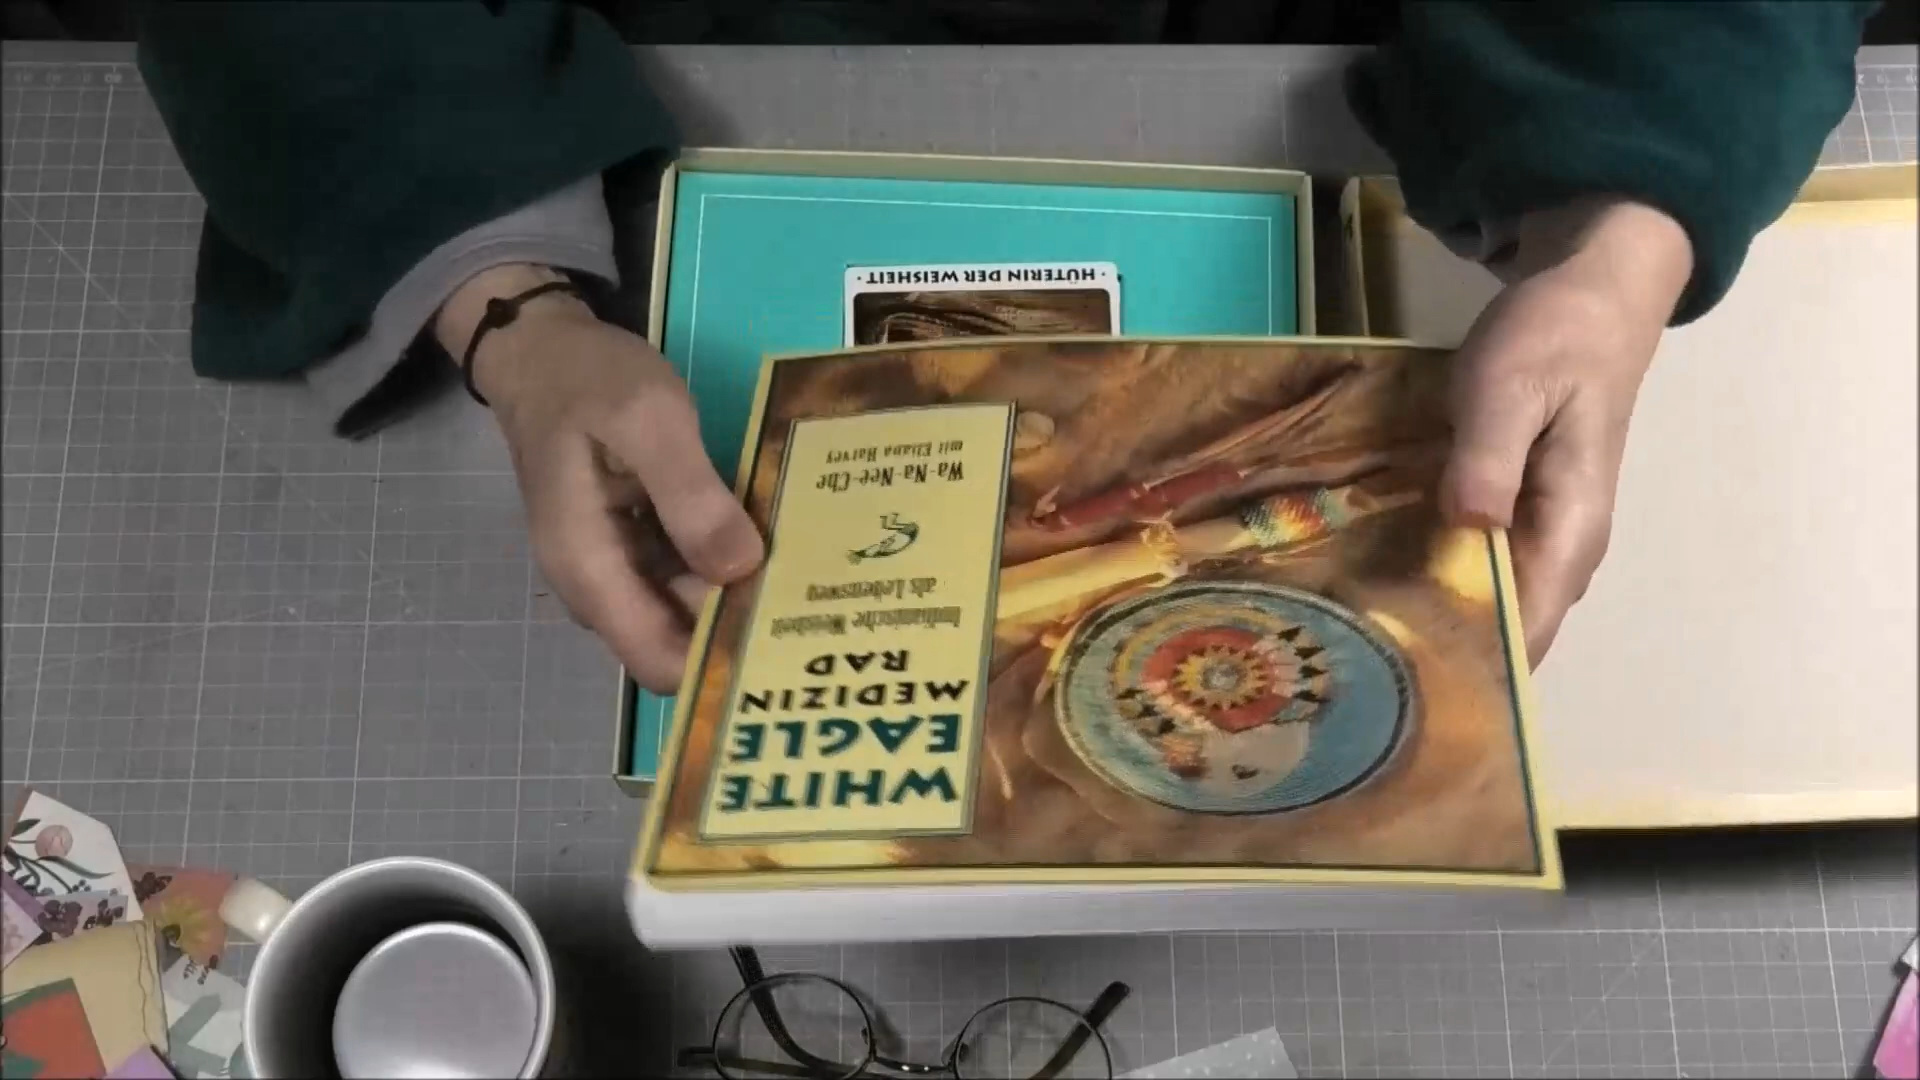 · HÜTERIN DER WEISHEIT ·
WHITE
EAGLE
MEDIZIN
RAD
Indianische Weisheit
als Lebensweg
Wa-Na-Nee-Che
mit Eliana Harvey